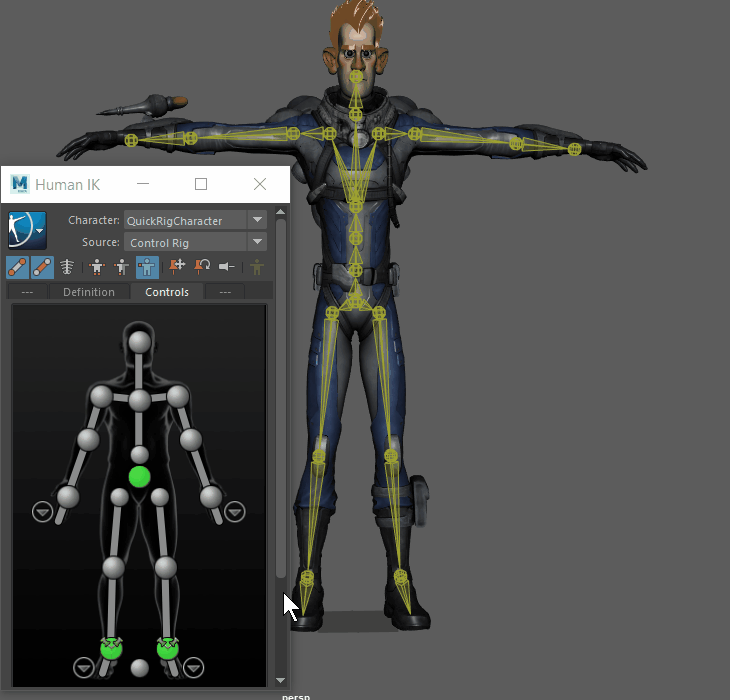 Human IK
Character: QuickRigCharacter
Source: Control Rig
--- Definition Controls ---
persp